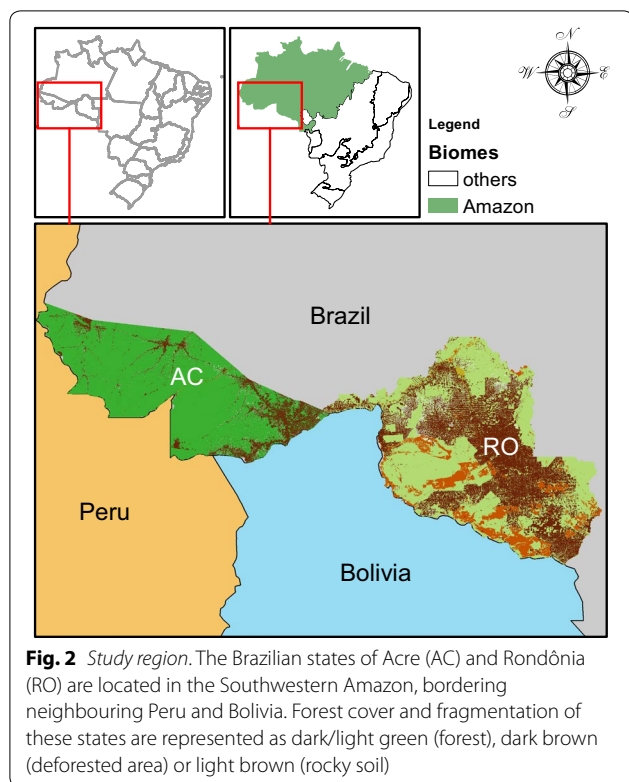 N
W
E
S
Legend
Biomes
others
Amazon
Brazil
AC
RO
Peru
Bolivia
Fig. 2 Study region. The Brazilian states of Acre (AC) and Rondônia
(RO) are located in the Southwestern Amazon, bordering
neighbouring Peru and Bolivia. Forest cover and fragmentation of
these states are represented as dark/light green (forest), dark brown
(deforested area) or light brown (rocky soil)